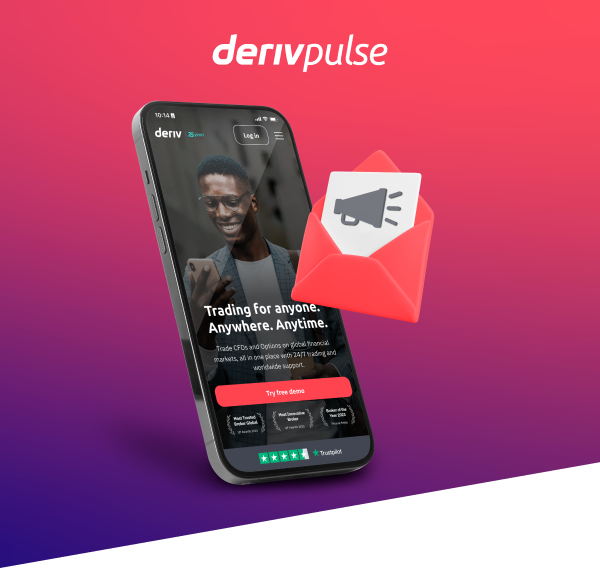 derivpulse
10:14
deriv
25 years
Log in
Trading for anyone.
Anywhere. Anytime.
Trade CFDs and Options on global financial
markets, all in one place with 24/7 trading and
worldwide support.
Try free demo
Most Trusted
Broker Global
Most Innovative
Broker
Broker of the
Year 2023
Trustpilot